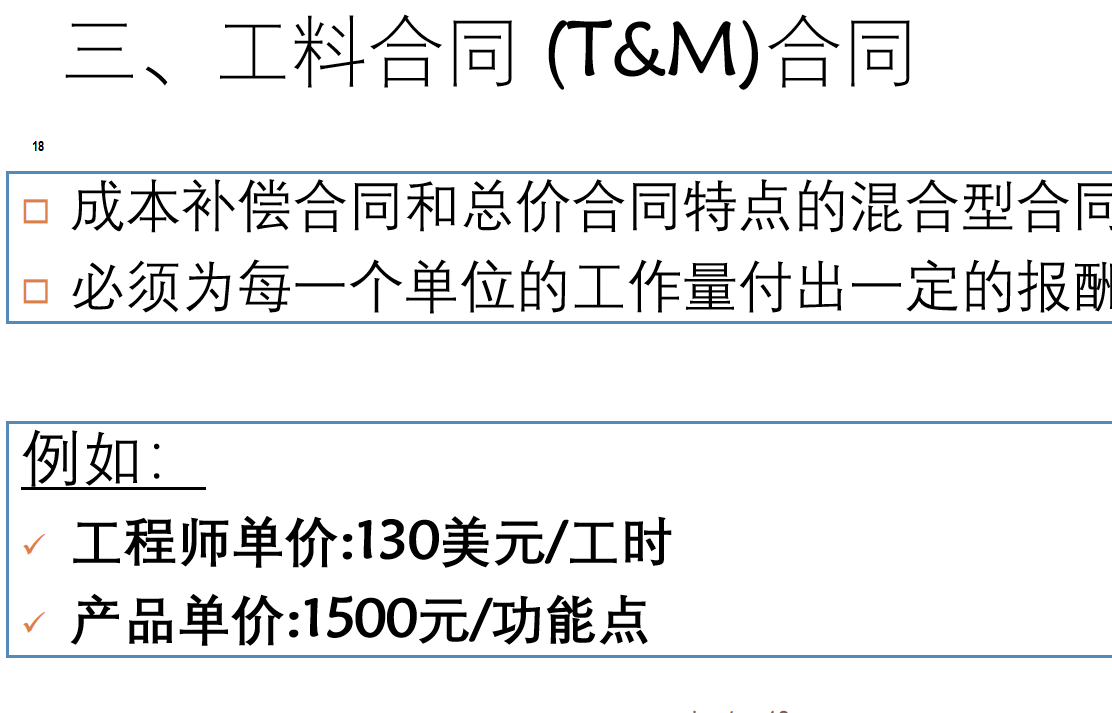 三、工料合同 (T&M)合同
18
成本补偿合同和总价合同特点的混合型合同
必须为每一个单位的工作量付出一定的报酬
例如：
工程师单价:130美元/工时
产品单价:1500元/功能点